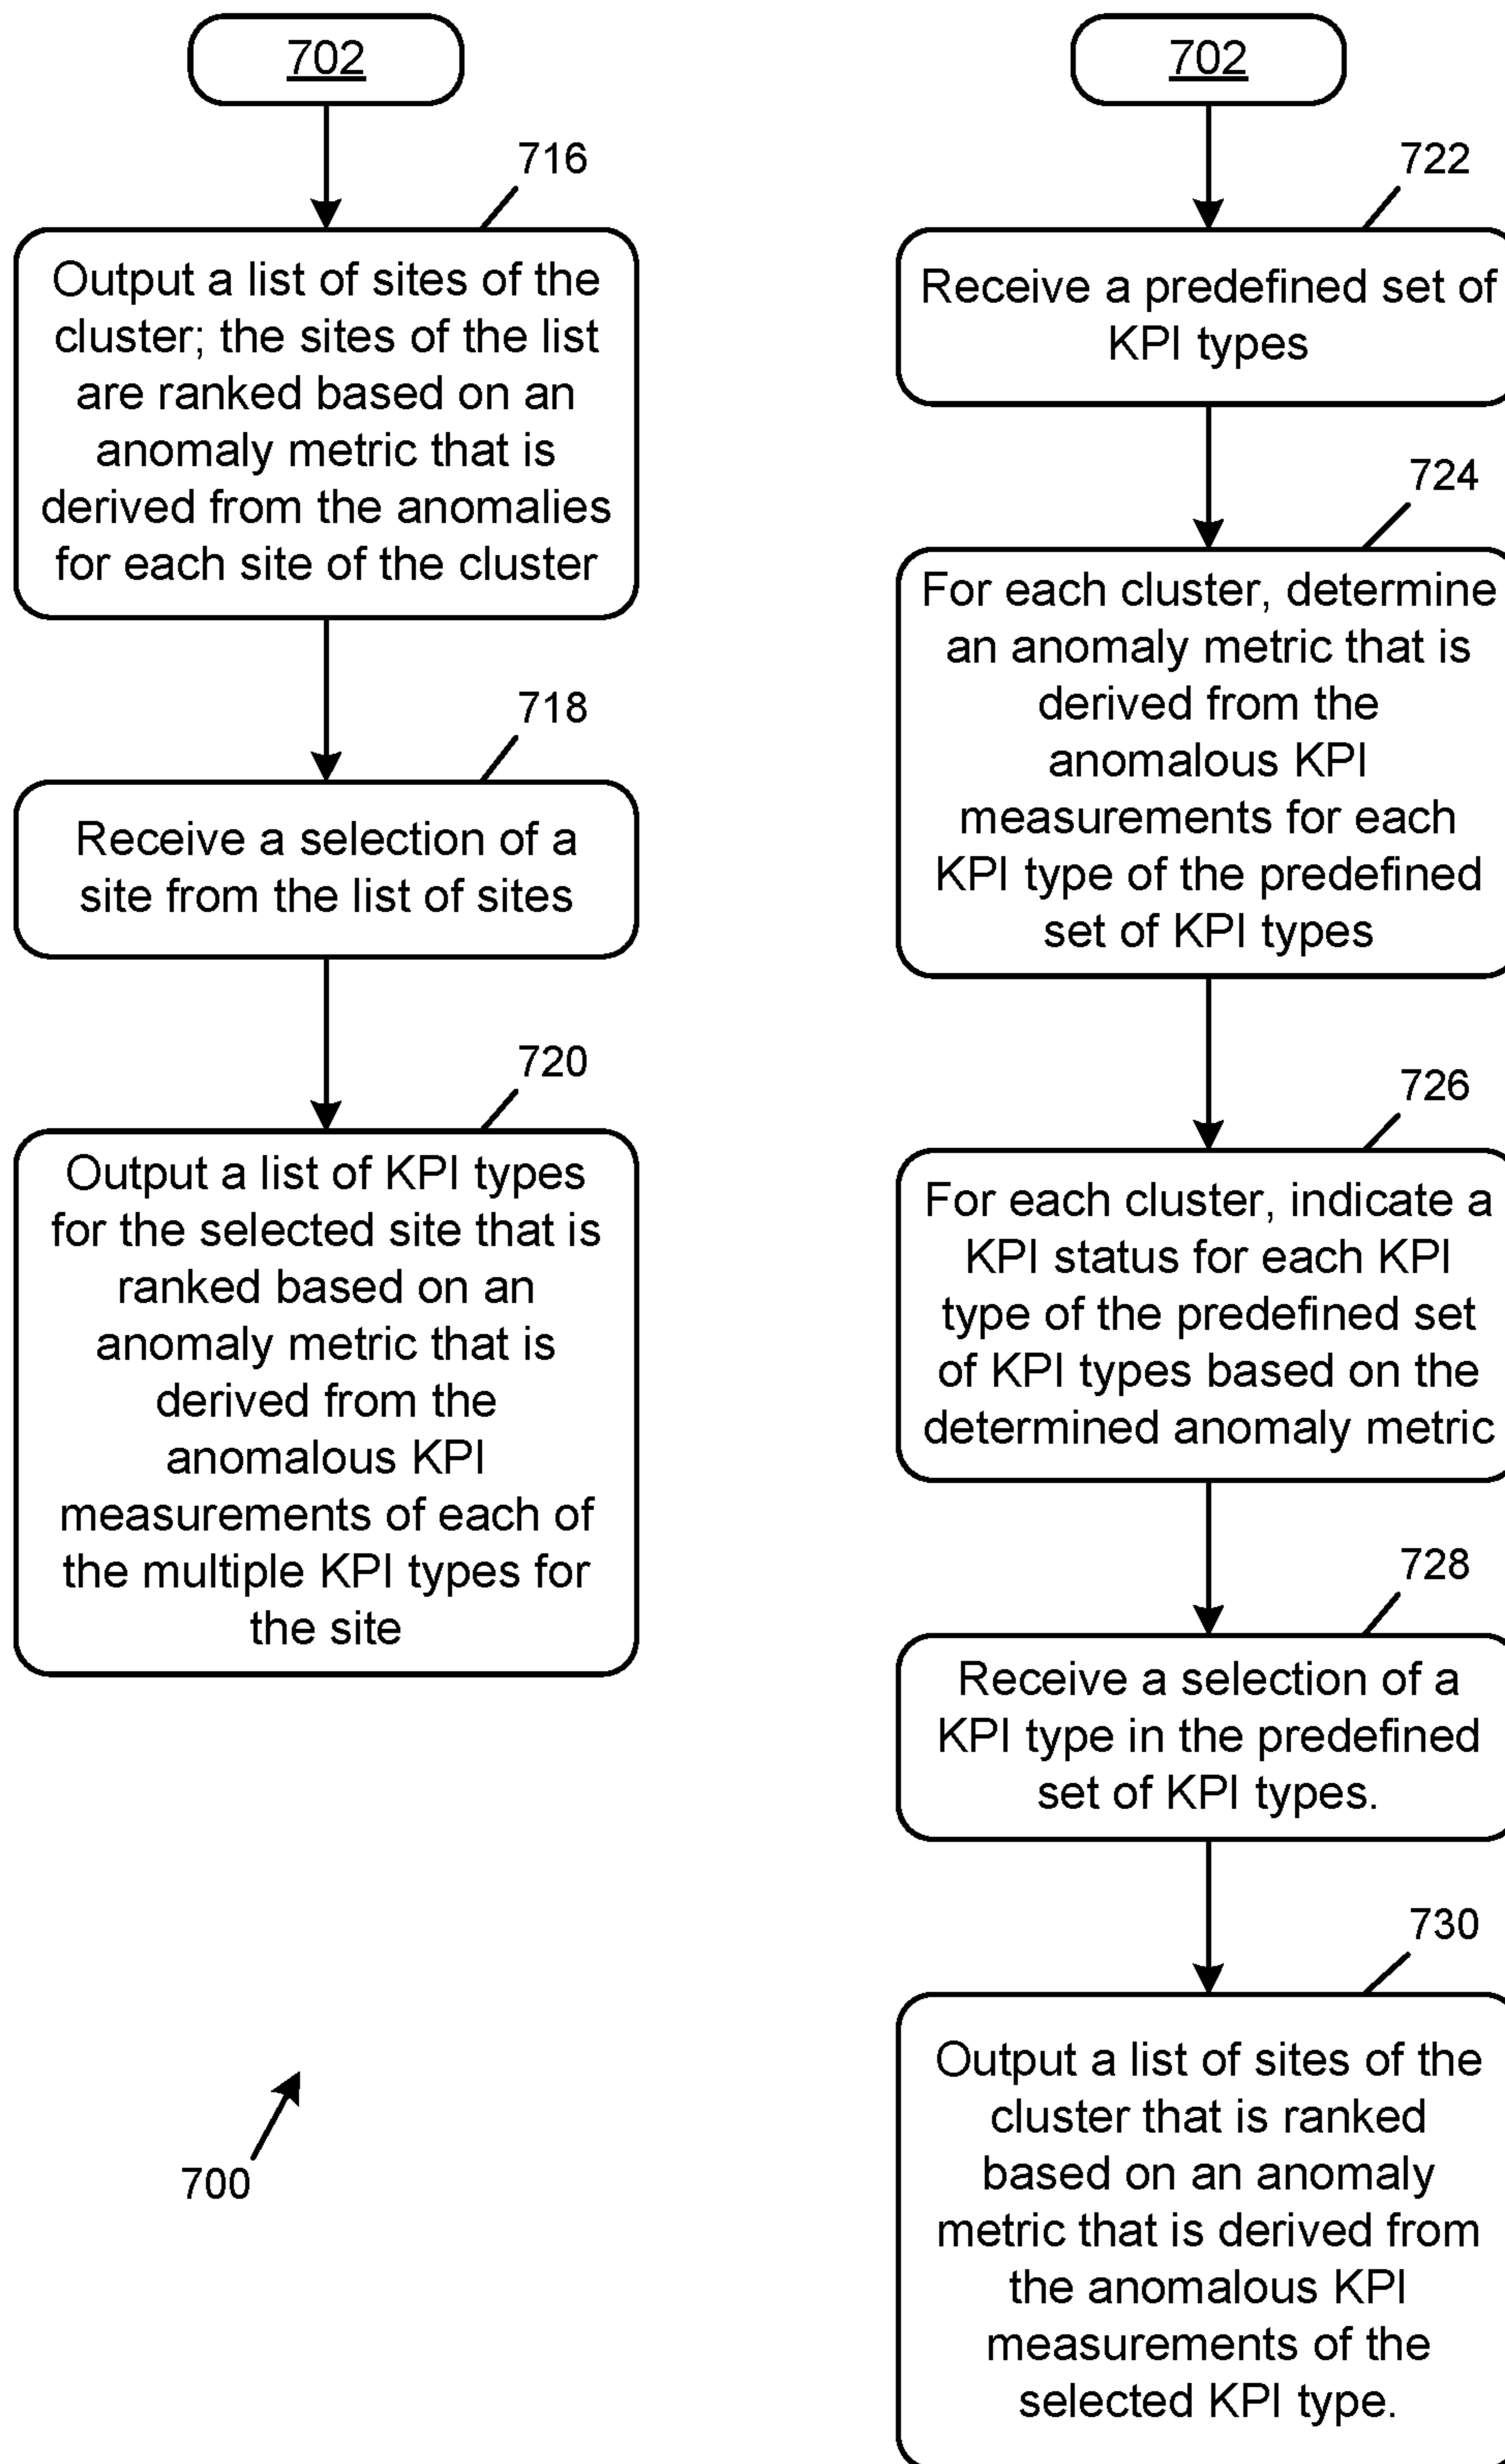 702
716
Output a list of sites of the
cluster; the sites of the list
are ranked based on an
anomaly metric that is
derived from the anomalies
for each site of the cluster
718
Receive a selection of a
site from the list of sites
720
Output a list of KPI types
for the selected site that is
ranked based on an
anomaly metric that is
derived from the
anomalous KPI
measurements of each of
the multiple KPI types for
the site
700
702
722
Receive a predefined set of
KPI types
724
For each cluster, determine
an anomaly metric that is
derived from the
anomalous KPI
measurements for each
KPI type of the predefined
set of KPI types
726
For each cluster, indicate a
KPI status for each KPI
type of the predefined set
of KPI types based on the
determined anomaly metric
728
Receive a selection of a
KPI type in the predefined
set of KPI types.
730
Output a list of sites of the
cluster that is ranked
based on an anomaly
metric that is derived from
the anomalous KPI
measurements of the
selected KPI type.